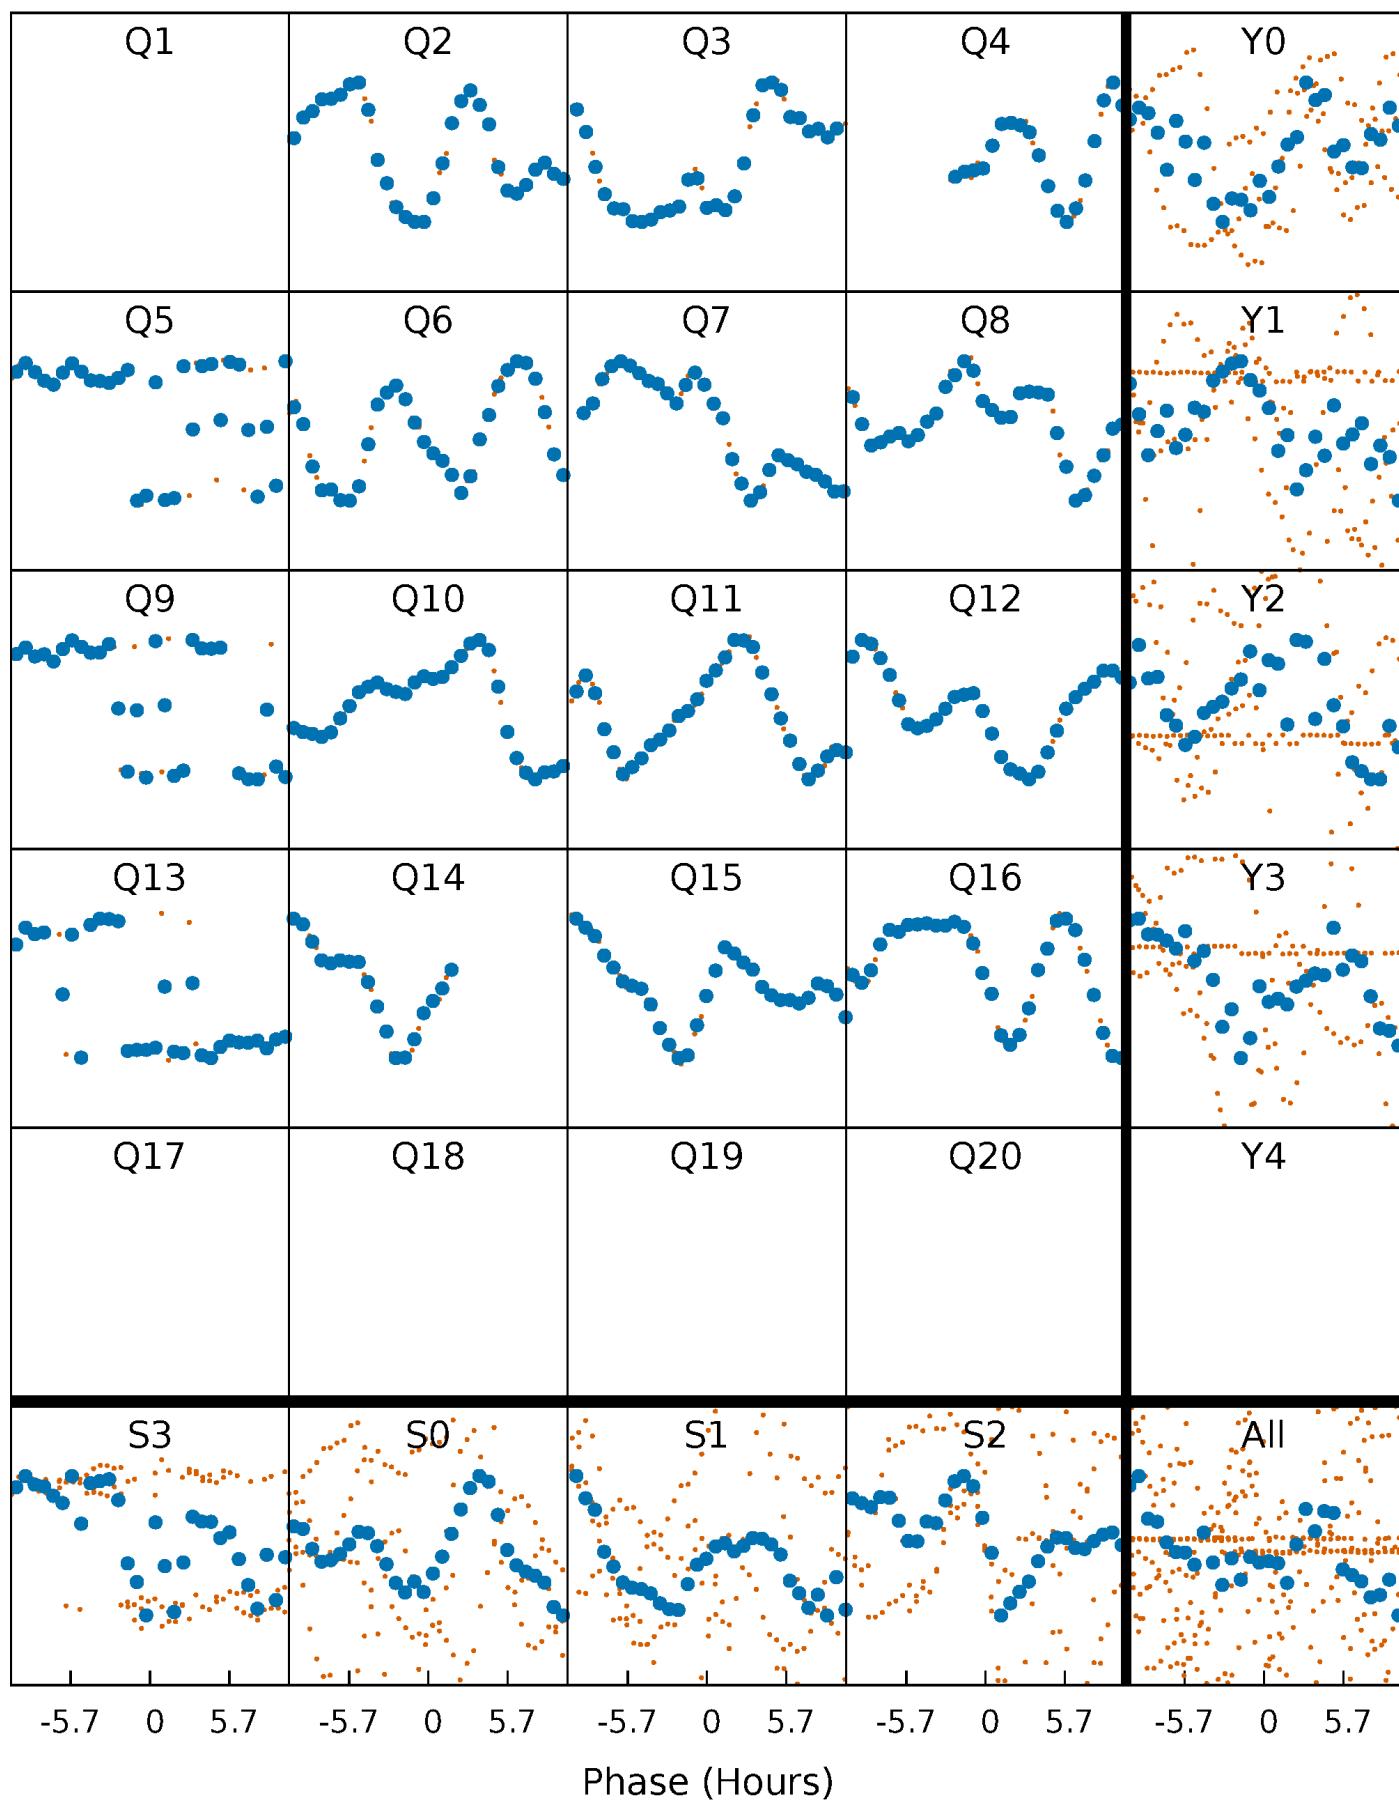 Q1 Q2 Q3 Q4 Y0
Q5 Q6 Q7 Q8 Y1
Q9 Q10 Q11 Q12 Y2
Q13 Q14 Q15 Q16 Y3
Q17 Q18 Q19 Q20 Y4
S3 S0 S1 S2 All
-5.7 0 5.7 -5.7 0 5.7 -5.7 0 5.7 -5.7 0 5.7 -5.7 0 5.7
Phase (Hours)